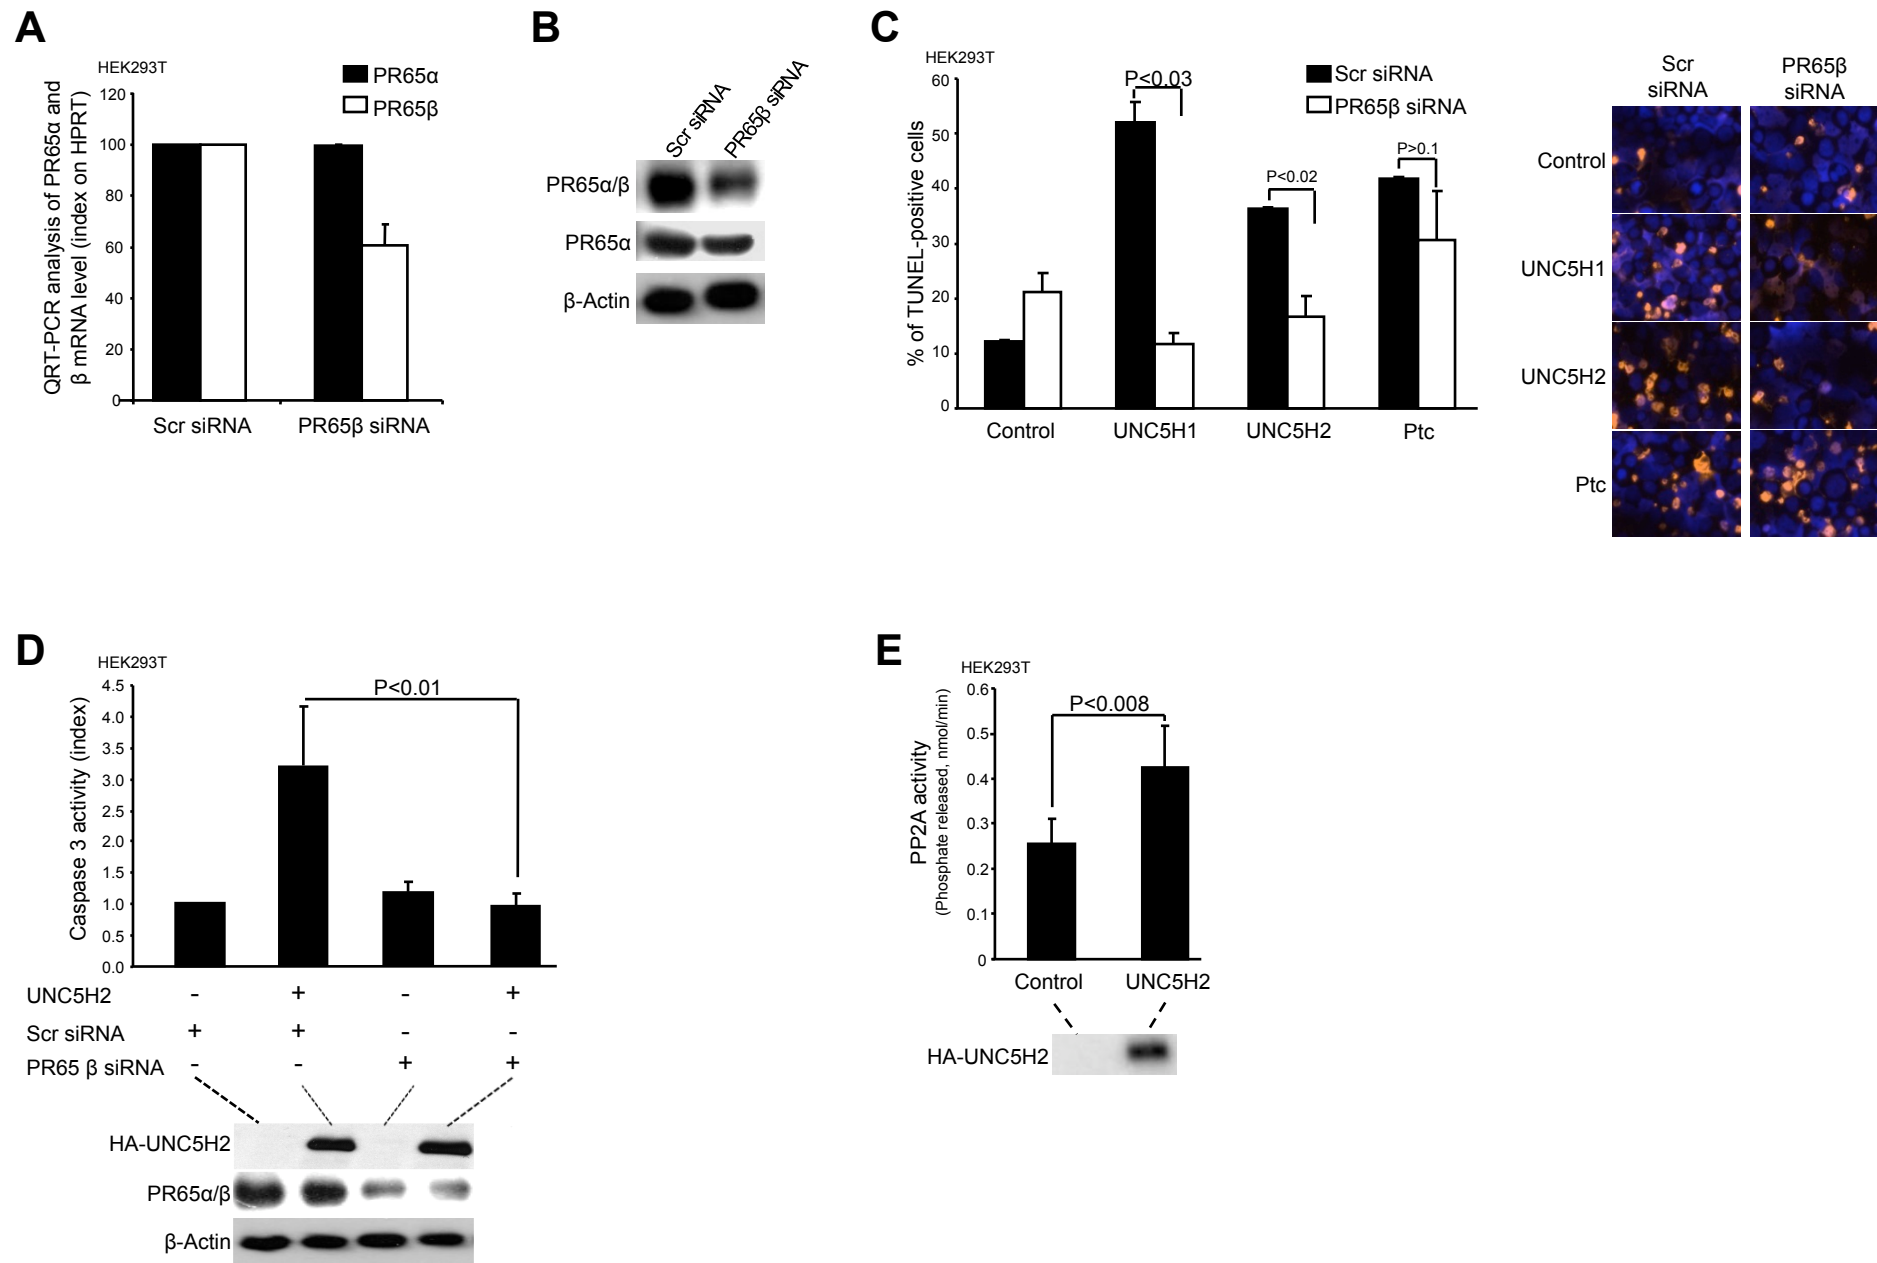 A
HEK293T
PR65α
PR65β
QRT-PCR analysis of PR65α and
β mRNA level (index on HPRT)
120
100
80
60
40
20
0
Scr siRNA
PR65β siRNA
B
Scr siRNA
PR65β siRNA
PR65α/β
PR65α
β-Actin
C
HEK293T
% of TUNEL-positive cells
60
50
40
30
20
10
0
P<0.03
P<0.02
P>0.1
Scr siRNA
PR65β siRNA
Control
UNC5H1
UNC5H2
Ptc
Scr
siRNA
PR65β
siRNA
Control
UNC5H1
UNC5H2
Ptc
D
HEK293T
Caspase 3 activity (index)
4.5
4.0
3.5
3.0
2.5
2.0
1.5
1.0
0.5
0.0
P<0.01
UNC5H2 - + - +
Scr siRNA + + - -
PR65 β siRNA - - + +
HA-UNC5H2
PR65α/β
β-Actin
E
HEK293T
PP2A activity
(Phosphate released, nmol/min)
0.6
0.5
0.4
0.3
0.2
0.1
0
P<0.008
Control
UNC5H2
HA-UNC5H2